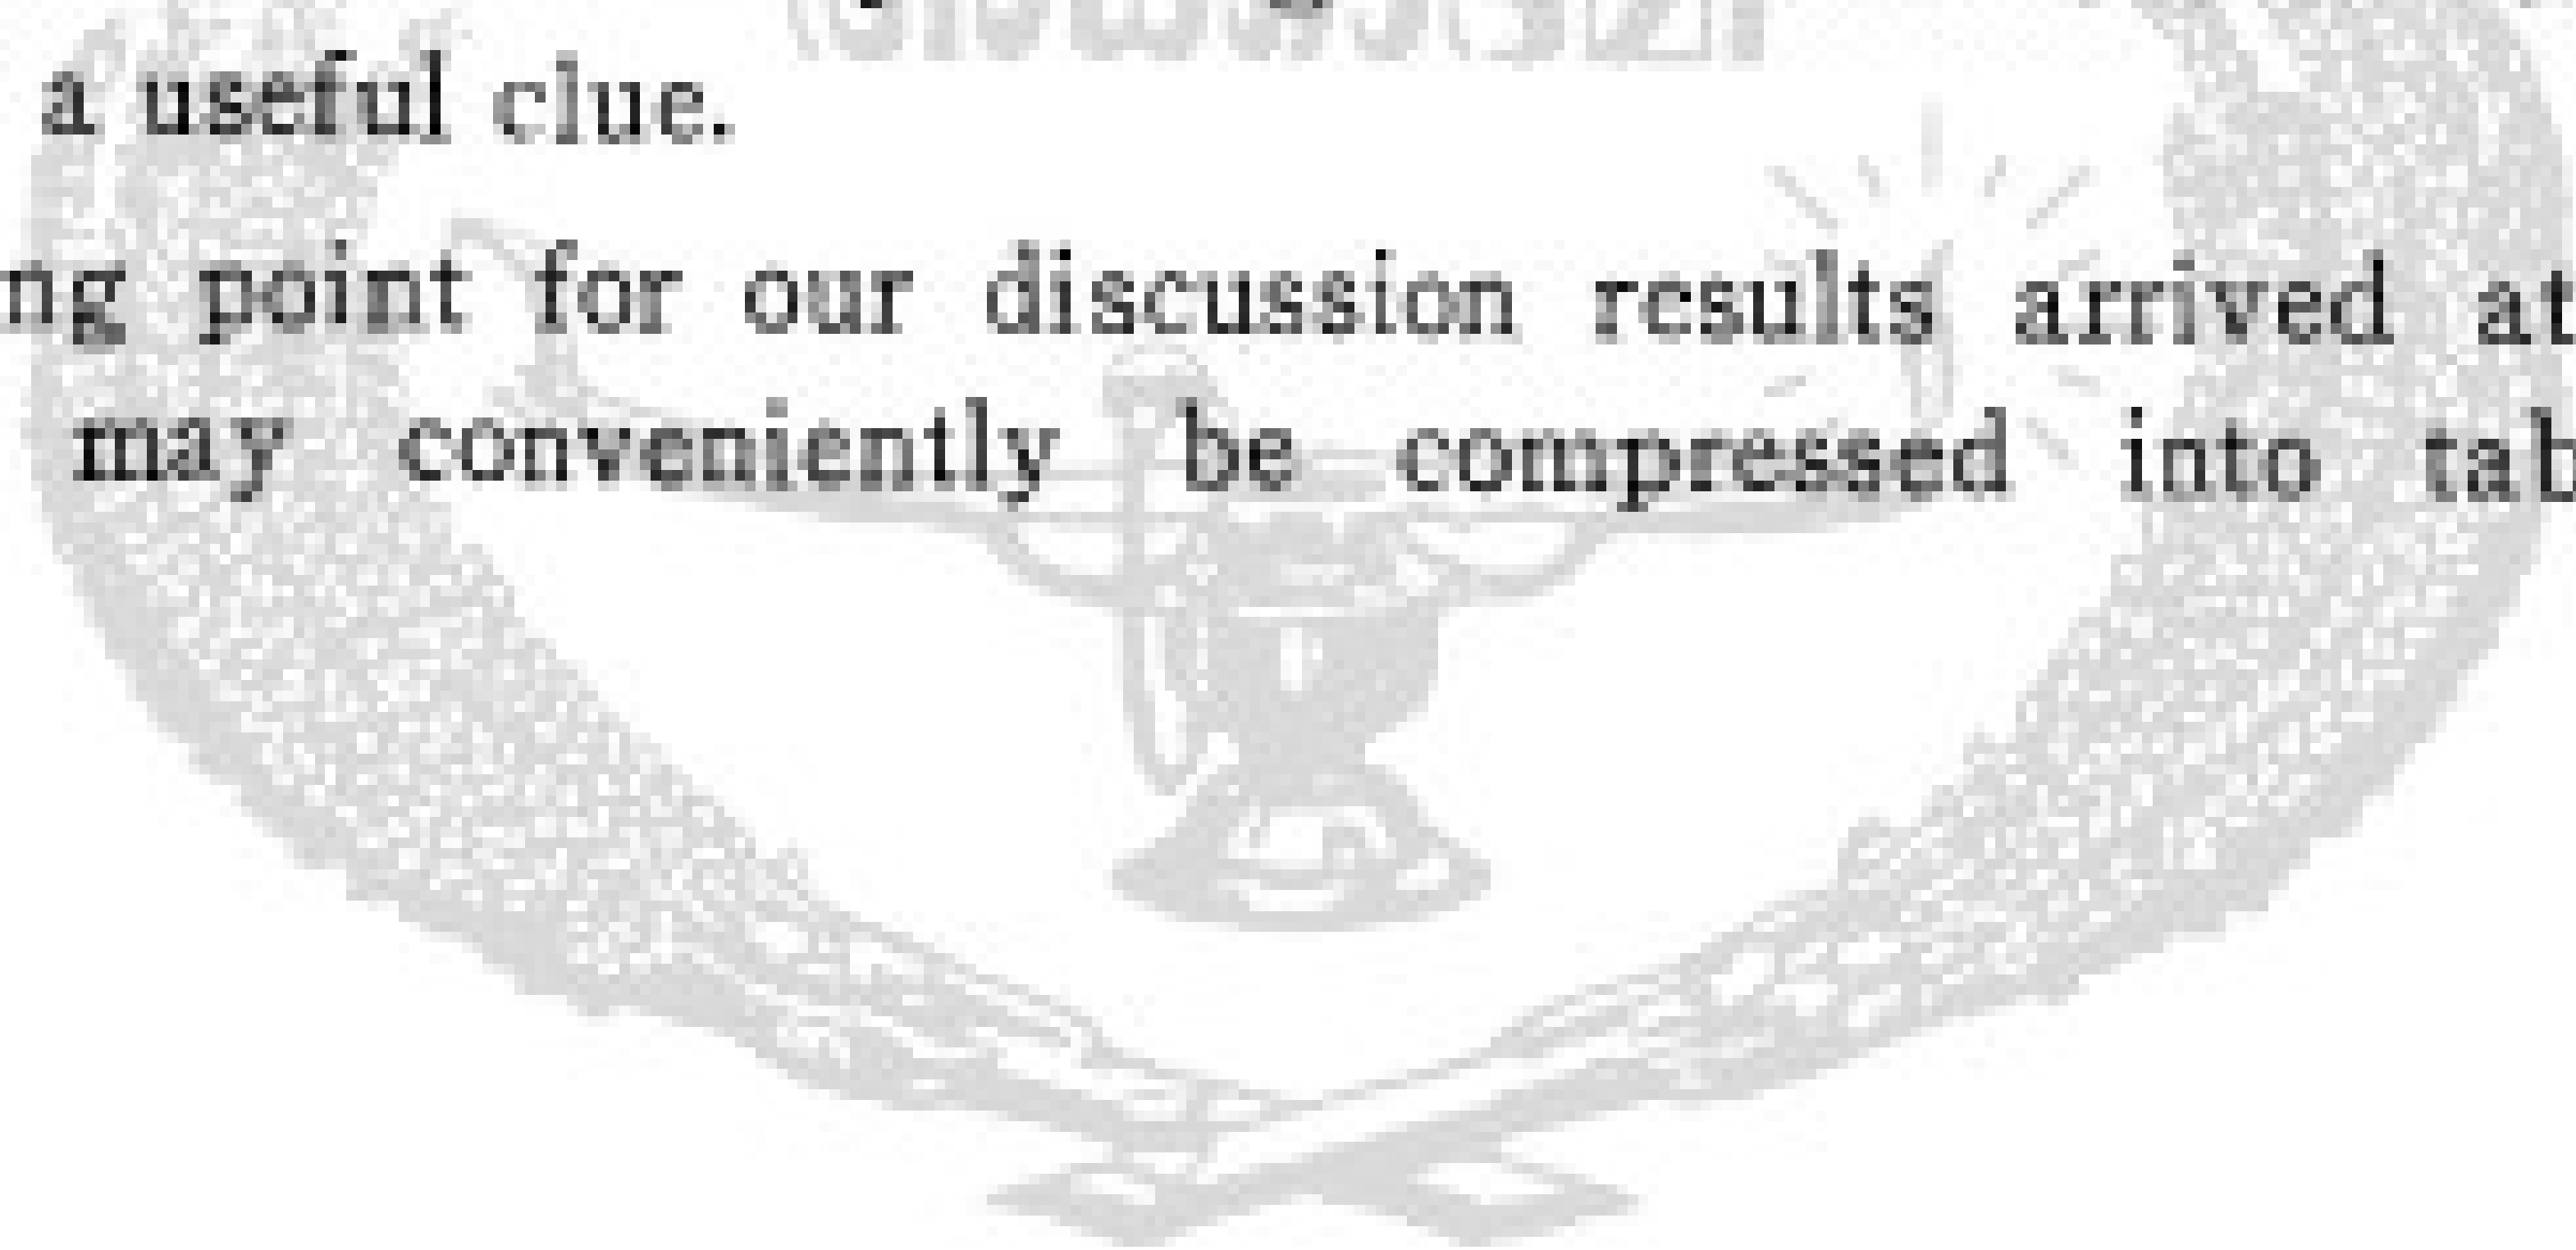 a useful clue.
ng point for our discussion results arrived at
may conveniently be compressed into tab